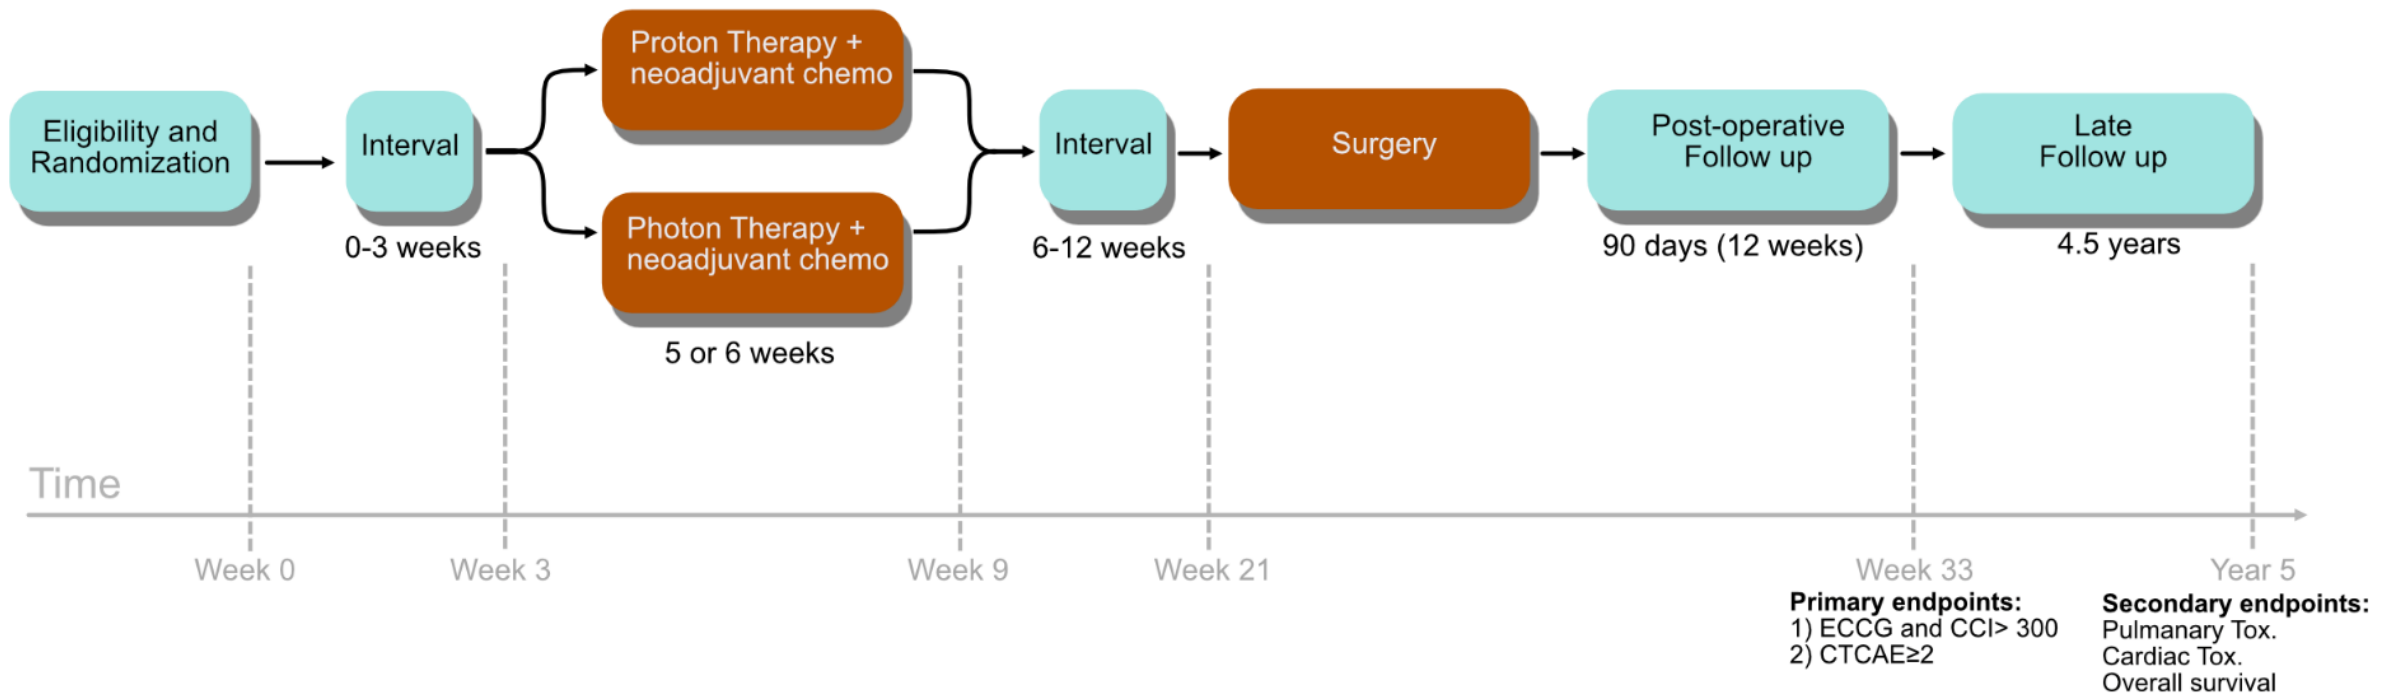 Eligibility and
Randomization
Interval
0-3 weeks
Proton Therapy +
neoadjuvant chemo
Photon Therapy +
neoadjuvant chemo
5 or 6 weeks
Interval
6-12 weeks
Surgery
Post-operative
Follow up
90 days (12 weeks)
Late
Follow up
4.5 years
Time
Week 0
Week 3
Week 9
Week 21
Week 33
Year 5
Primary endpoints:
1) ECCG and CCI> 300
2) CTCAE≥2
Secondary endpoints:
Pulmanary Tox.
Cardiac Tox.
Overall survival